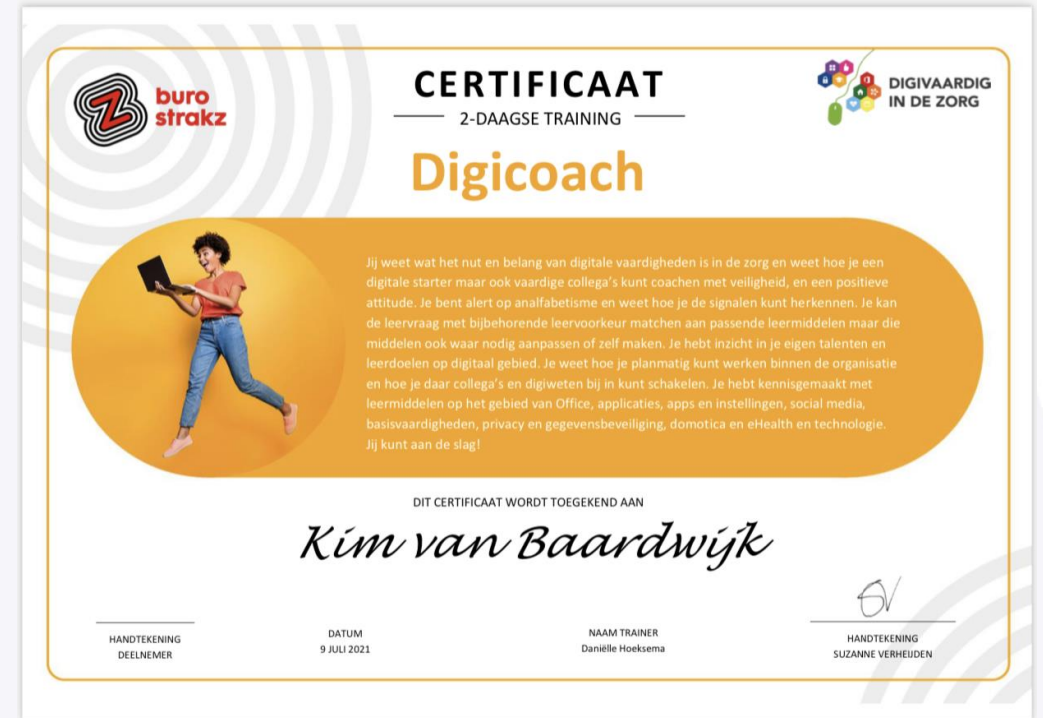 buro
strakz
CERTIFICAAT
2-DAAGSE TRAINING
Digicoach
DIGIVAARDIG
IN DE ZORG
Jij weet wat het nut en belang van digitale vaardigheden is in de zorg en weet hoe je een
digitale starter maar ook vaardige collega's kunt coachen met veiligheid, en een positieve
attitude. Je bent alert op analfabetisme en weet hoe je de signalen kunt herkennen. Je kan
de leervraag met bijbehorende leervoorkeur matchen aan passende leermiddelen maar die
middelen ook waar nodig aanpassen of zelf maken. Je hebt inzicht in je eigen talenten en
leerdoelen op digitaal gebied. Je weet hoe je planmatig kunt werken binnen de organisatie
en hoe je daar collega's en digiweten bij in kunt schakelen. Je hebt kennisgemaakt met
leermiddelen op het gebied van Office, applicaties, apps en instellingen, social media,
basisvaardigheden, privacy en gegevensbeveiliging, domotica en eHealth en technologie.
Jij kunt aan de slag!
DIT CERTIFICAAT WORDT TOEGEKEND AAN
Kim van Baardwijk
HANDTEKENING
DEELNEMER
DATUM
9 JULI 2021
NAAM TRAINER
Daniëlle Hoeksema
SV
HANDTEKENING
SUZANNE VERHEIJDEN